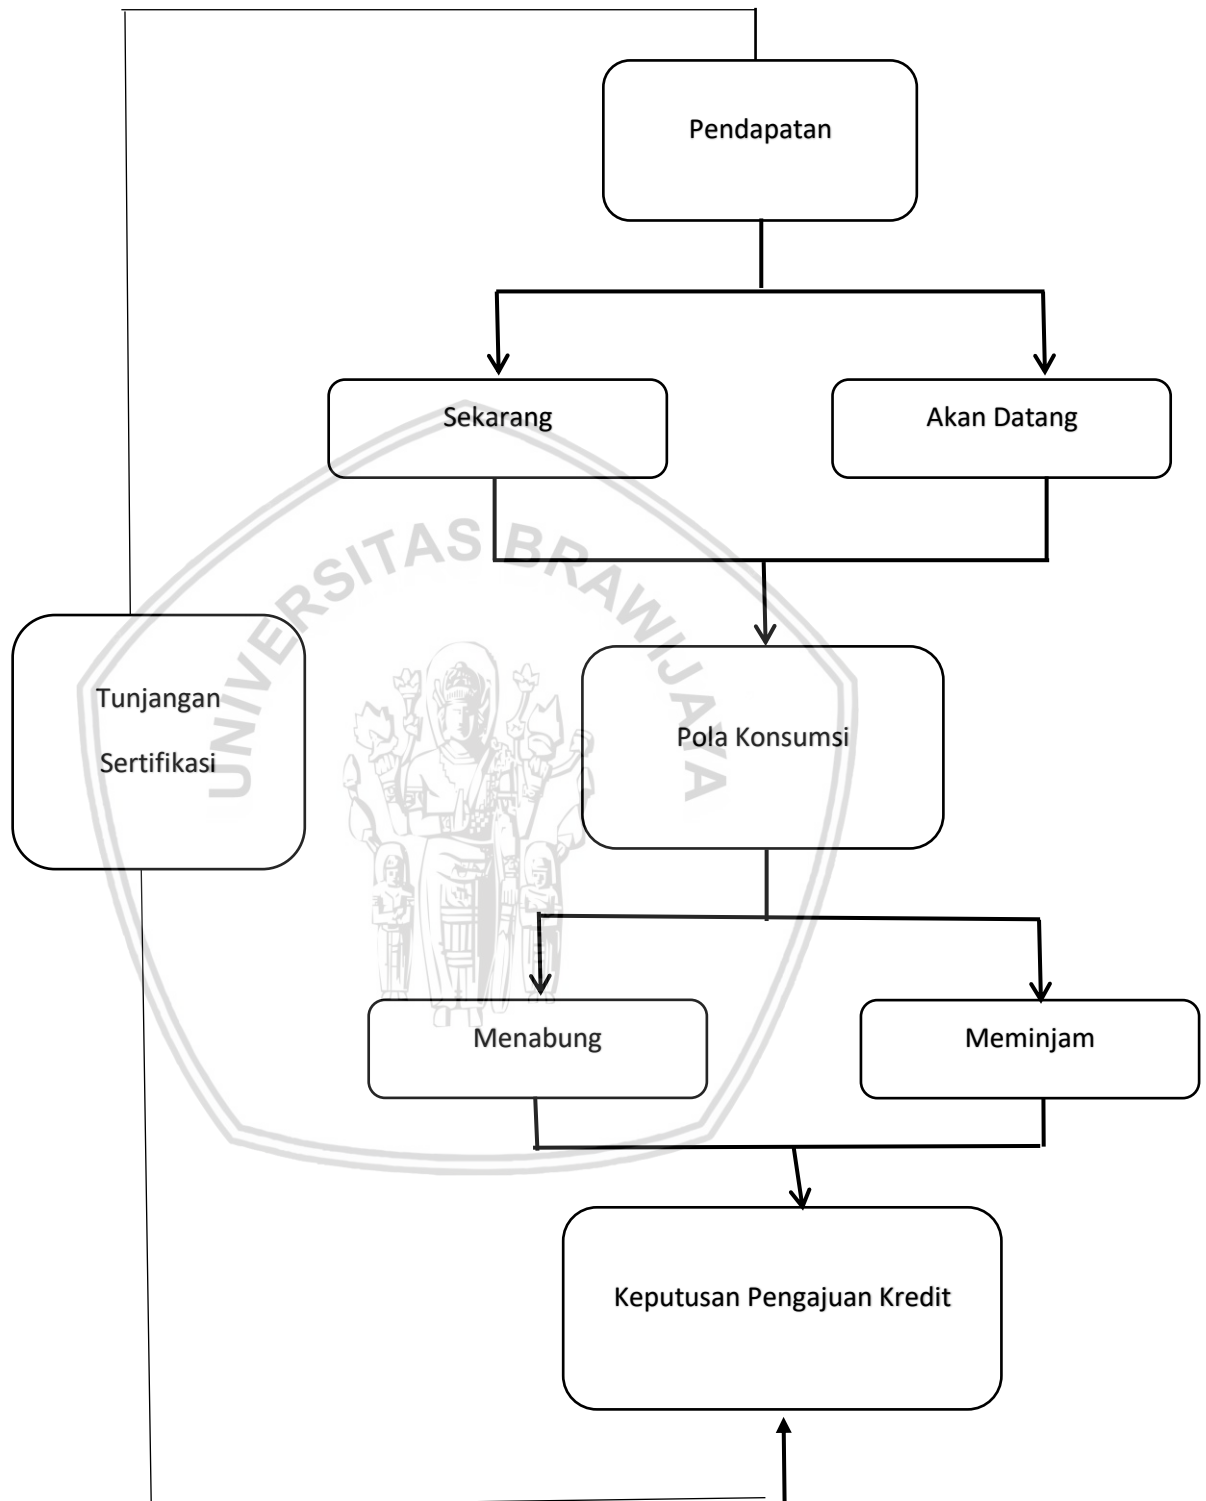 Pendapatan
Sekarang
Akan Datang
UNIVERSITAS BRAWIJAYA
Tunjangan
Sertifikasi
Pola Konsumsi
Menabung
Meminjam
Keputusan Pengajuan Kredit